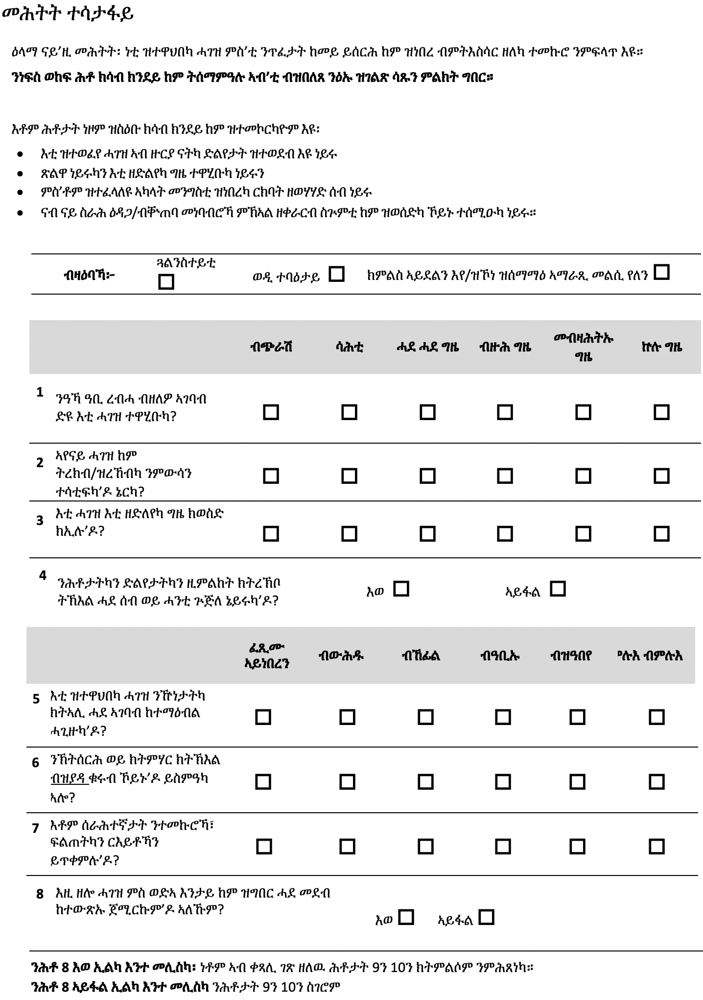 መሕትት ተሳታፋይ
ዕላማ ናይ’ዚ መሕትት፡ ነቲ ዝተዋህበካ ሓገዝ ምስ’ቲ ንጥፈታት ከመይ ይሰርሕ ከም ዝነበረ ብምትእስሳር ዘለካ ተመኩሮ ንምፍላጥ እዩ።
ንነፍስ ወከፍ ሕቶ ክሳብ ክንደይ ከም ትሰማምዓሉ ኣብ’ቲ ብዝበለጸ ንዕኡ ዝገልጽ ሳጹን ምልክት ግበር።
እቶም ሕቶታት ነዞም ዝስዕቡ ክሳብ ክንደይ ከም ዝተመኮርካዮም እዩ፡
• እቲ ዝተወፈየ ሓገዝ ኣብ ዙርያ ናትካ ድልየታት ዝተወደበ እዩ ነይሩ
• ጽልዋ ነይሩካን እቲ ዘድልየካ ግዜ ተዋሂቡካ ነይሩን
• ምስ’ቶም ዝተፈላለዩ ኣካላት መንግስቲ ዝነበረካ ርክባት ዘወሃሃድ ሰብ ነይሩ
• ናብ ናይ ስራሕ ዕዳጋ/ብቐጠባ መነባብሮኻ ምኽኣል ዘቀራርብ ስጕምቲ ከም ዝወሰድካ ኾይኑ ተሰሚዑካ ነይሩ።
ብዛዕባኻ፦ ጓልንስተይቲ □ ወዲ ተባዕታይ □ ክምልስ ኣይደልን እየ/ዝኾነ ዝሰማማዕ ኣማራጺ መልሲ የለን □
ብጭራሽ ሳሕቲ ሓደ ሓደ ግዜ ብዙሕ ግዜ መብዛሕትኡ ግዜ ኵሉ ግዜ
1 ንዓኻ ዓቢ ረብሓ ብዘለዎ ኣገባብ
ድዩ እቲ ሓገዝ ተዋሂቡካ? □ □ □ □ □ □
2 ኣየናይ ሓገዝ ከም
ትረክብ/ዝረኸብካ ንምውሳን
ተሳቲፍካ’ዶ ኔርካ? □ □ □ □ □ □
3 እቲ ሓገዝ እቲ ዘድለየካ ግዜ ክወስድ
ክኢሉ’ዶ? □ □ □ □ □ □
4 ንሕቶታትካን ድልየታትካን ዚምልከት ክትረኽቦ
ትኽእል ሓደ ሰብ ወይ ሓንቲ ጕጅለ ኔይሩካ’ዶ? እወ □ ኣይፋል □
ፈጺሙ ኣይነበረን ብውሕዱ ብኸፊል ብዓቢኡ ብዝዓበየ ሉእ ብምሉእ
5 እቲ ዝተዋህበካ ሓገዝ ንዅነታትካ
ክትኣሊ ሓደ ኣገባብ ከተማዕብል
ሓጊዙካ’ዶ? □ □ □ □ □ □
6 ንኽትሰርሕ ወይ ክትምሃር ክትኽእል
ብዝያዳ ቁሩብ ኾይኑ’ዶ ይስምዓካ
ኣሎ? □ □ □ □ □ □
7 እቶም ሰራሕተኛታት ንተመኩሮኻ፣
ፍልጠትካን ርእይቶኻን
ይጥቀምሉ’ዶ? □ □ □ □ □ □
8 እዚ ዘሎ ሓገዝ ምስ ወድኣ እንታይ ከም ዝግበር ሓደ መደብ
ከተውጽኡ ጀሚርኩም’ዶ ኣለኹም?
እወ □ ኣይፋል □
ንሕቶ 8 እወ ኢልካ እንተ መሊስካ፣ ነቶም ኣብ ቀጻሊ ገጽ ዘለዉ ሕቶታት 9ን 10ን ክትምልሶም ንምሕጸነካ።
ንሕቶ 8 ኣይፋል ኢልካ እንተ መሊስካ ንሕቶታት 9ን 10ን ስገሮም